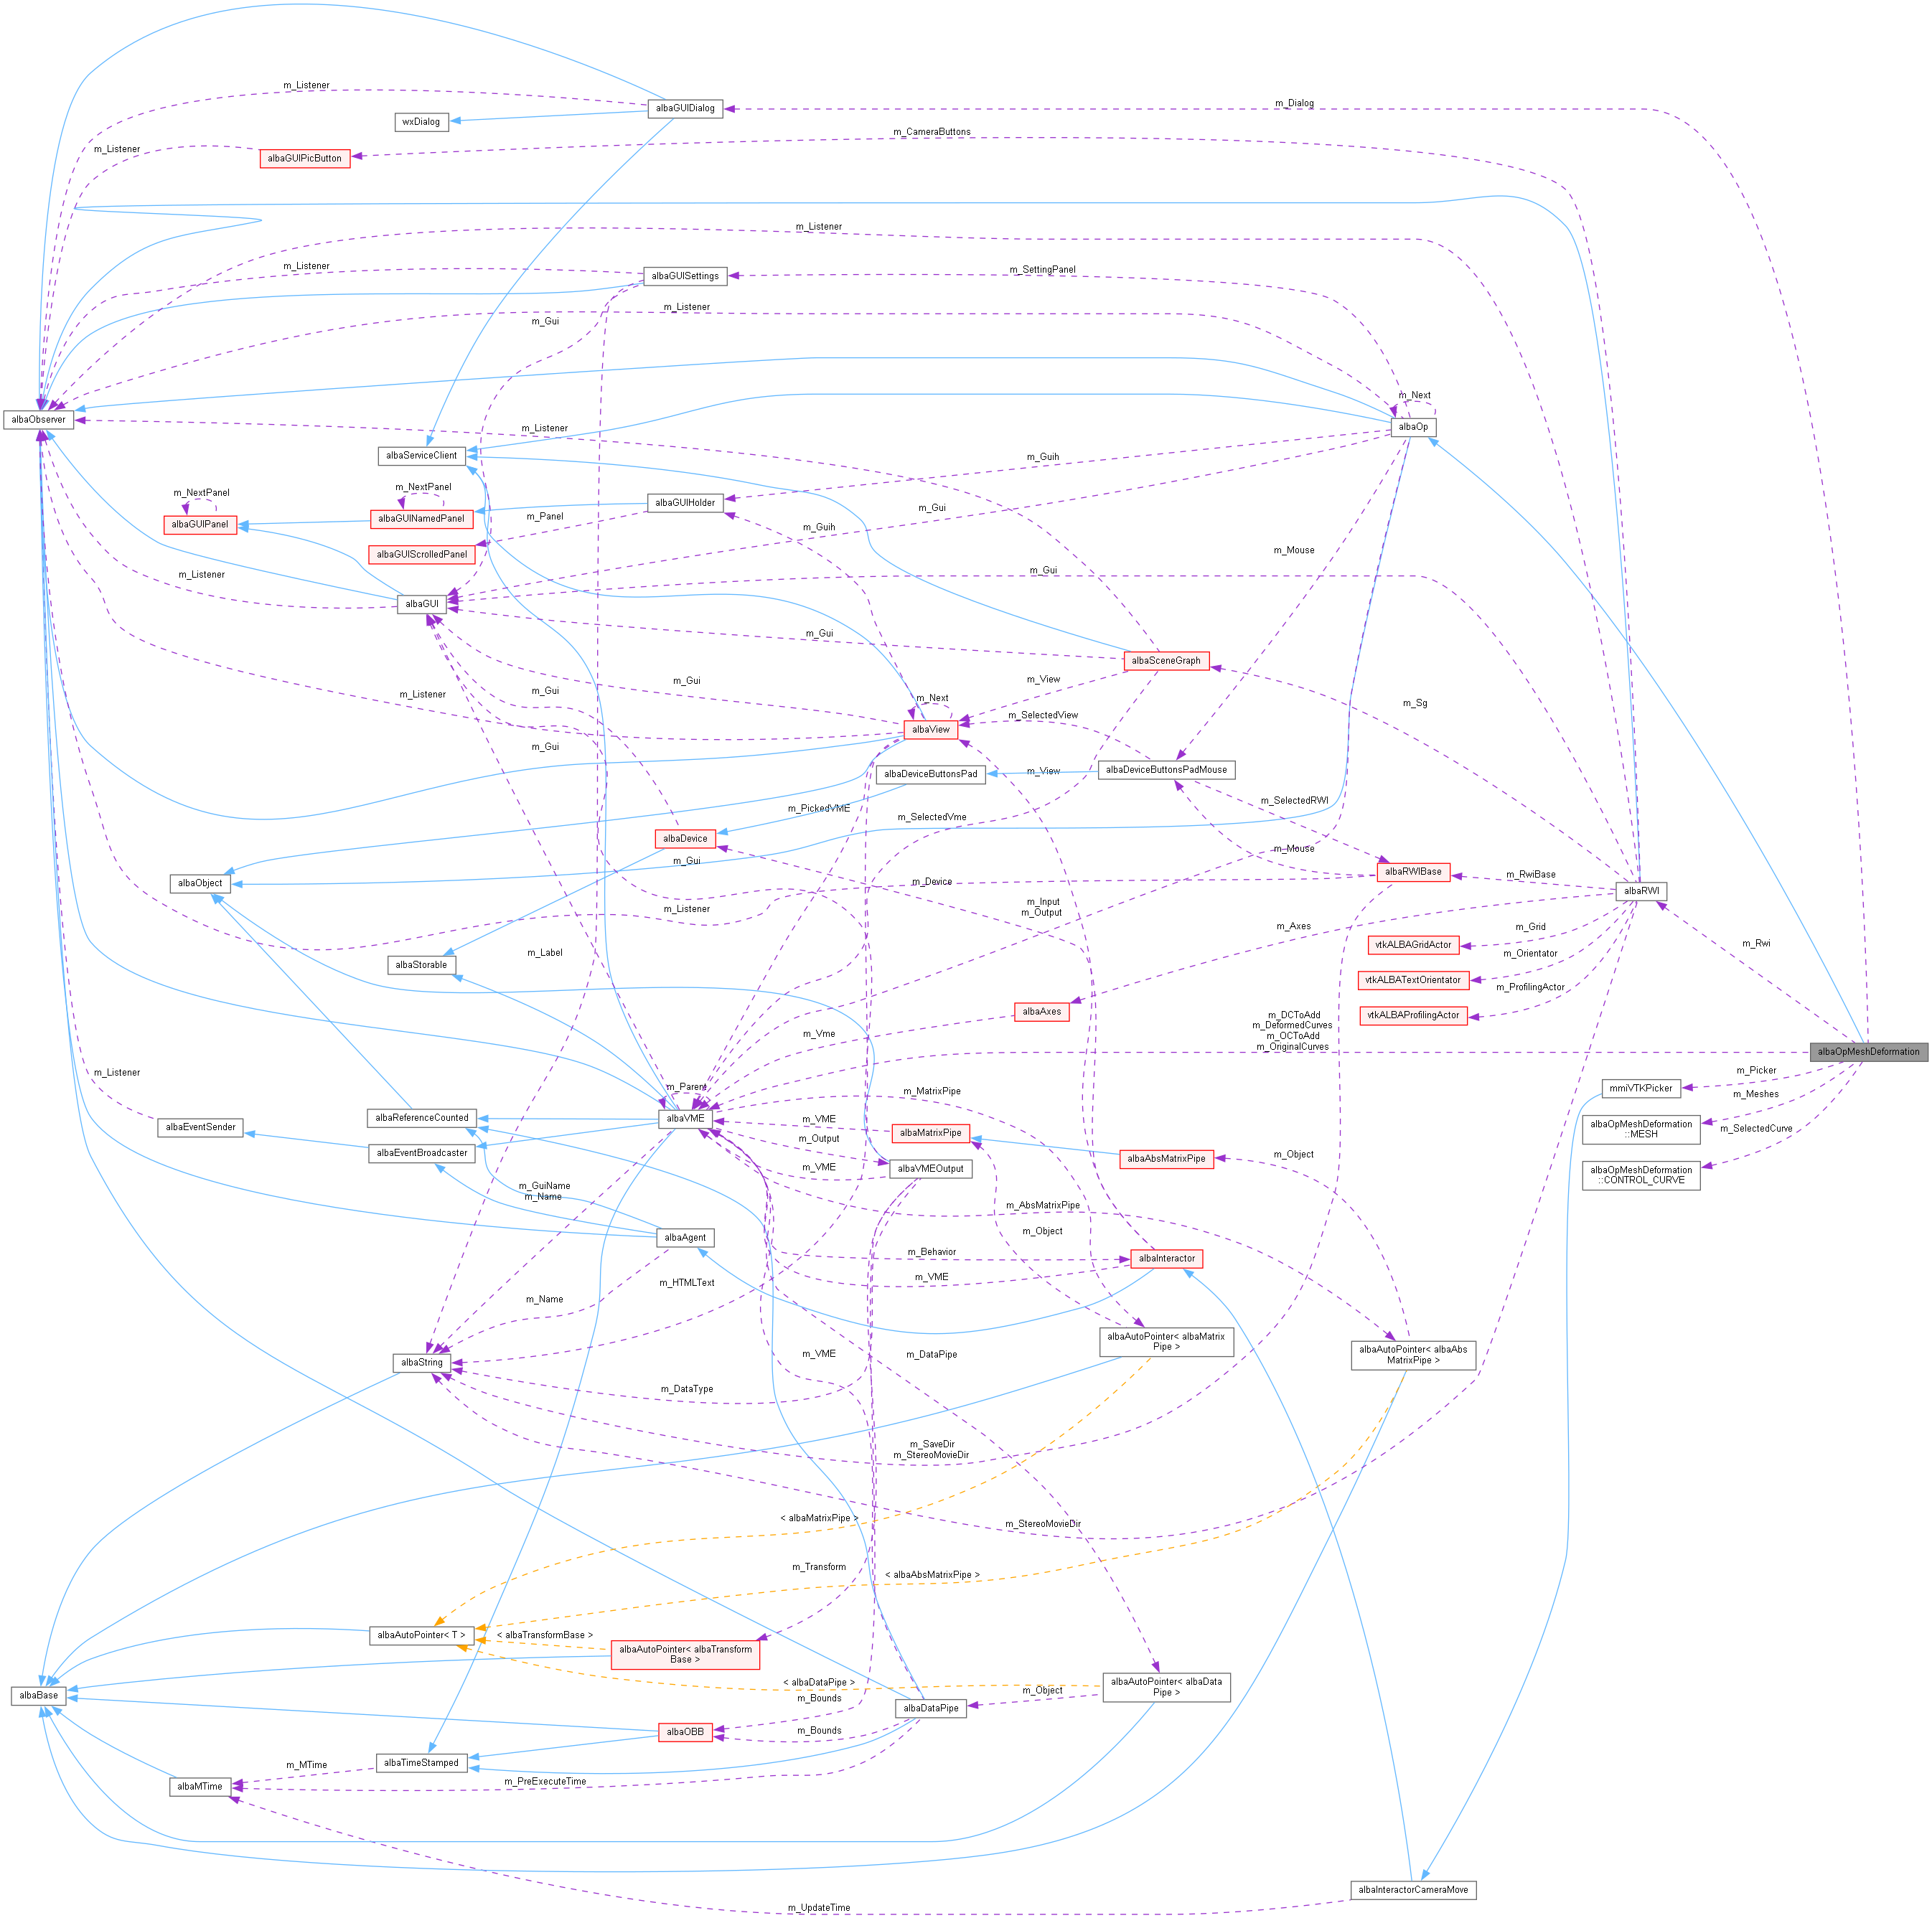 m_Listener
albaGUIDialog
m_Dialog
wxDialog
m_CameraButtons
m_Listener
albaGUIPicButton
m_Listener
m_Listener
albaGUISettings
m_SettingPanel
m_Listener
m_Gui
m_Next
albaObserver
albaOp
m_Listener
albaServiceClient
m_Guih
m_NextPanel
m_NextPanel
albaGUIHolder
m_Gui
albaGUIPanel
albaGUINamedPanel
m_Panel
m_Guih
albaGUIScrolledPanel
m_Mouse
m_Listener
m_Gui
albaGUI
m_Gui
albaSceneGraph
m_Gui
m_View
m_Gui
m_Listener
m_Next
m_Sg
m_SelectedView
albaView
m_Gui
m_View
albaDeviceButtonsPad
albaDeviceButtonsPadMouse
m_PickedVME
m_SelectedRWI
m_SelectedVme
albaDevice
m_Gui
m_Mouse
albaRWIBase
m_RwiBase
albaObject
m_Device
albaRWI
m_Listener
m_Input
m_Output
m_Axes
m_Grid
vtkALBAGridActor
m_Rwi
m_Label
m_Orientator
albaStorable
vtkALBATextOrientator
m_ProfilingActor
albaAxes
vtkALBAProfilingActor
m_DCToAdd
m_DeformedCurves
m_OCToAdd
m_OriginalCurves
m_Vme
albaOpMeshDeformation
m_Listener
m_Picker
m_Parent
m_MatrixPipe
mmiVTKPicker
m_Meshes
albaReferenceCounted
albaVME
m_VME
albaEventSender
albaMatrixPipe
albaOpMeshDeformation
::MESH
m_SelectedCurve
m_Output
albaEventBroadcaster
m_Object
albaAbsMatrixPipe
m_VME
albaVMEOutput
albaOpMeshDeformation
::CONTROL_CURVE
m_GuiName
m_Name
m_AbsMatrixPipe
albaAgent
m_Object
m_Behavior
albaInteractor
m_VME
m_HTMLText
m_Name
albaAutoPointer< albaMatrix
Pipe >
albaAutoPointer< albaAbs
MatrixPipe >
m_VME
m_DataPipe
albaString
m_DataType
m_SaveDir
m_StereoMovieDir
< albaMatrixPipe >
m_StereoMovieDir
m_Transform
< albaAbsMatrixPipe >
albaAutoPointer< T >
< albaTransformBase >
albaAutoPointer< albaTransform
Base >
< albaDataPipe >
albaAutoPointer< albaData
Pipe >
m_Object
albaBase
m_Bounds
albaDataPipe
albaOBB
m_Bounds
albaTimeStamped
m_MTime
m_PreExecuteTime
albaMTime
albaInteractorCameraMove
m_UpdateTime